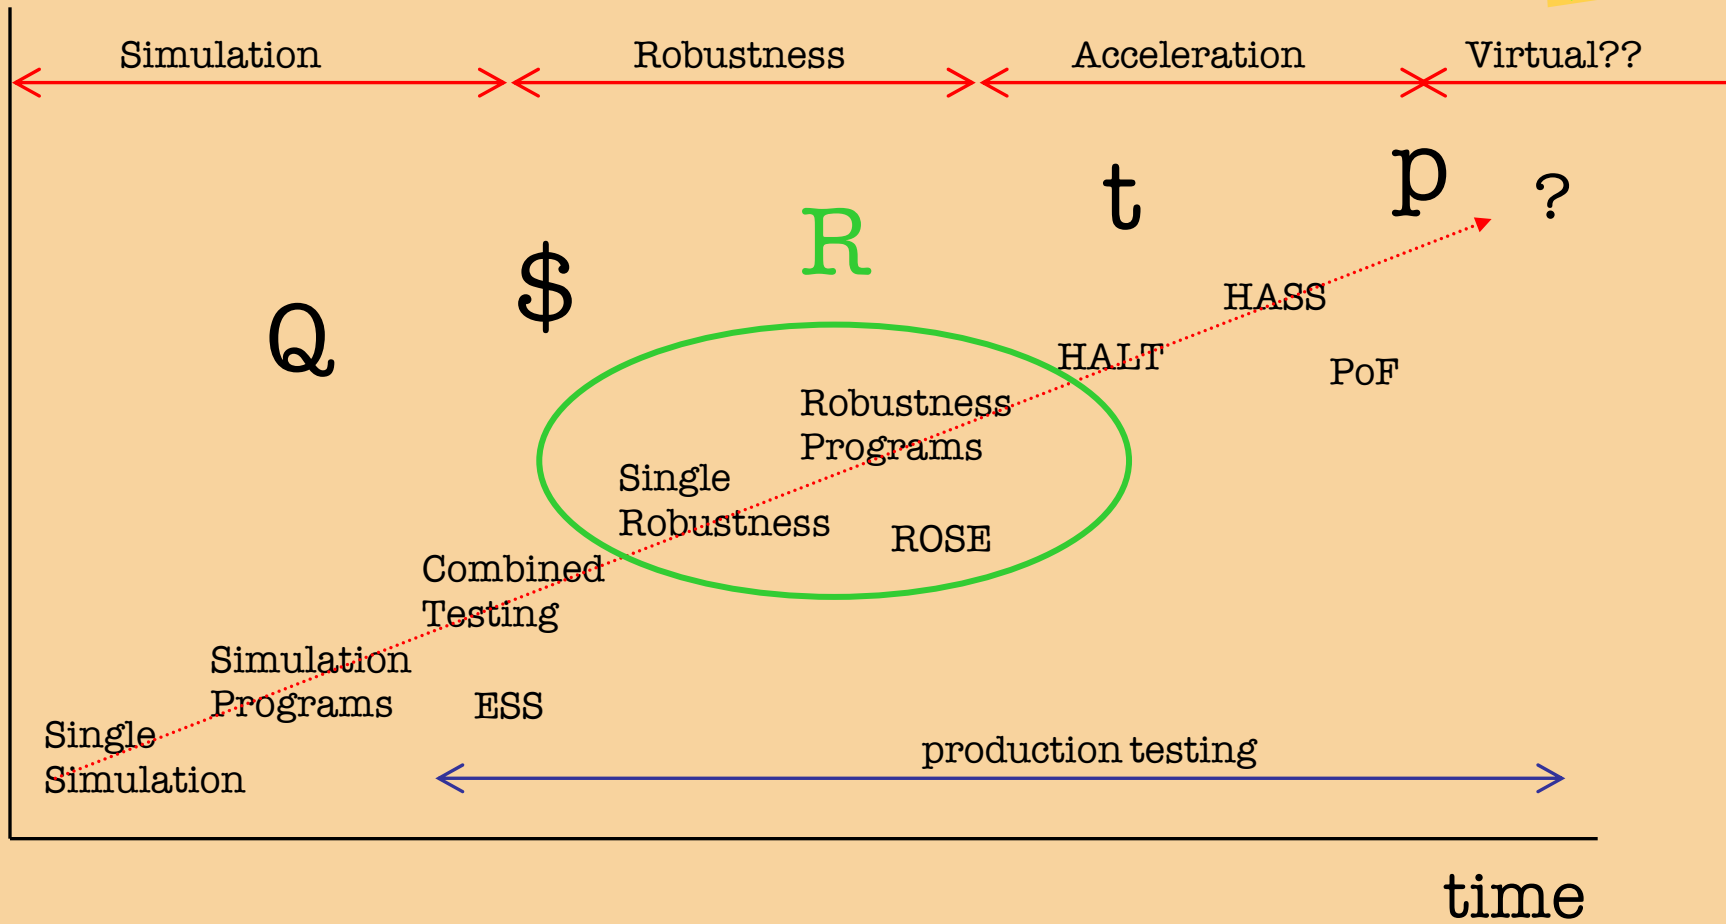 Simulation
Robustness
Acceleration
Virtual??
p
?
t
R
$
Q
HASS
HALT
PoF
Robustness
Programs
Single
Robustness
ROSE
Combined
Testing
Simulation
Programs
ESS
Single
Simulation
production testing
time